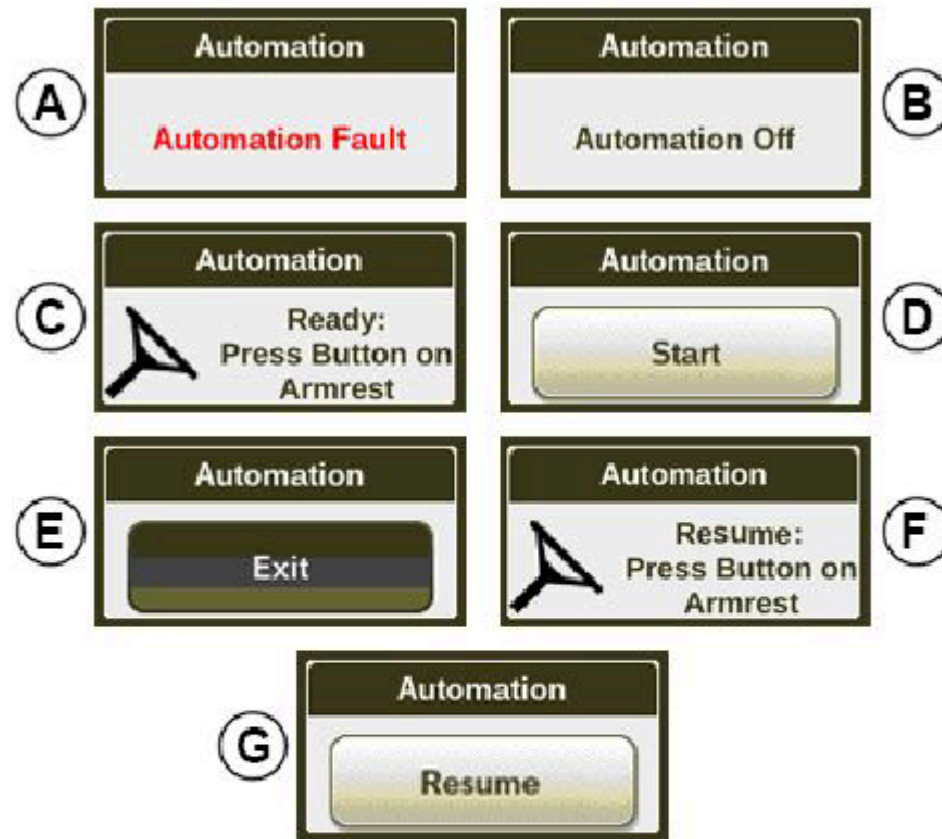 Automation
A
Automation Fault
Automation
B
Automation Off
Automation
C
Ready:
Press Button on
Armrest
Automation
D
Start
Automation
E
Exit
Automation
F
Resume:
Press Button on
Armrest
Automation
G
Resume